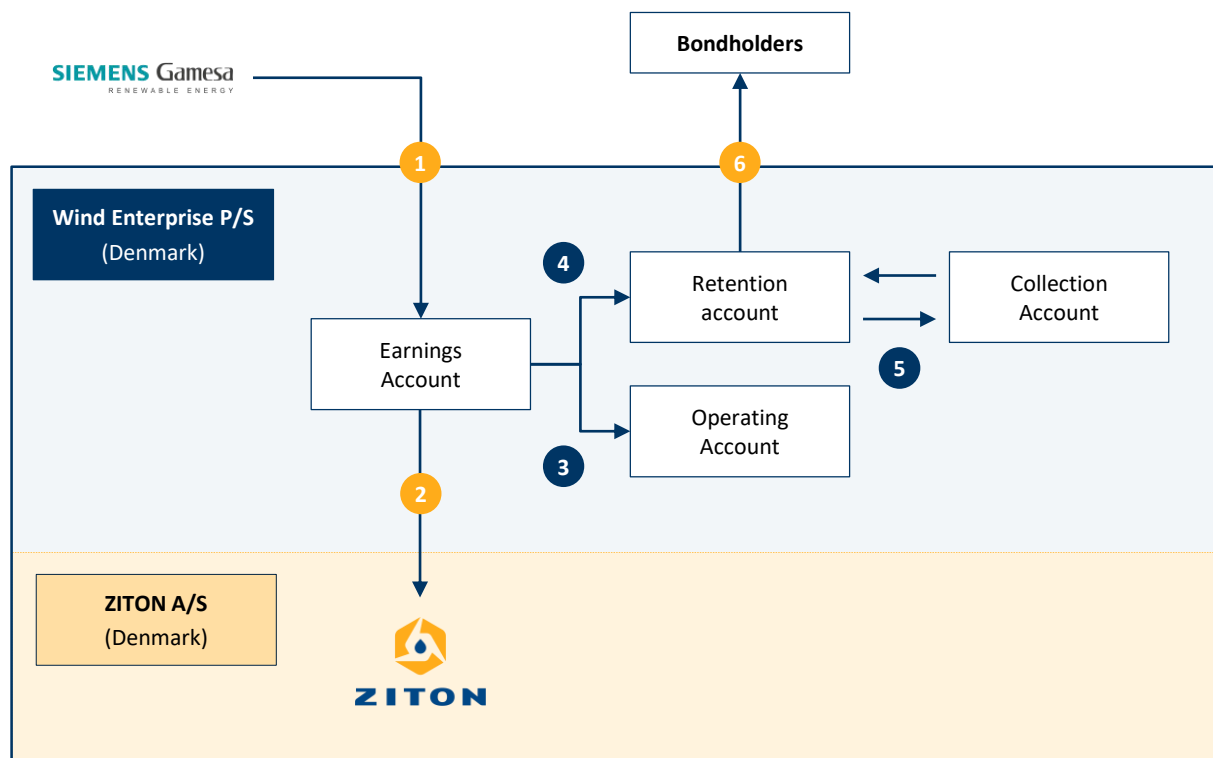 Bondholders
SIEMENS Gamesa
RENEWABLE ENERGY
1
6
Wind Enterprise P/S
(Denmark)
4
Retention
account
Collection
Account
Earnings
Account
5
Operating
Account
3
2
ZITON A/S
(Denmark)
ZITON